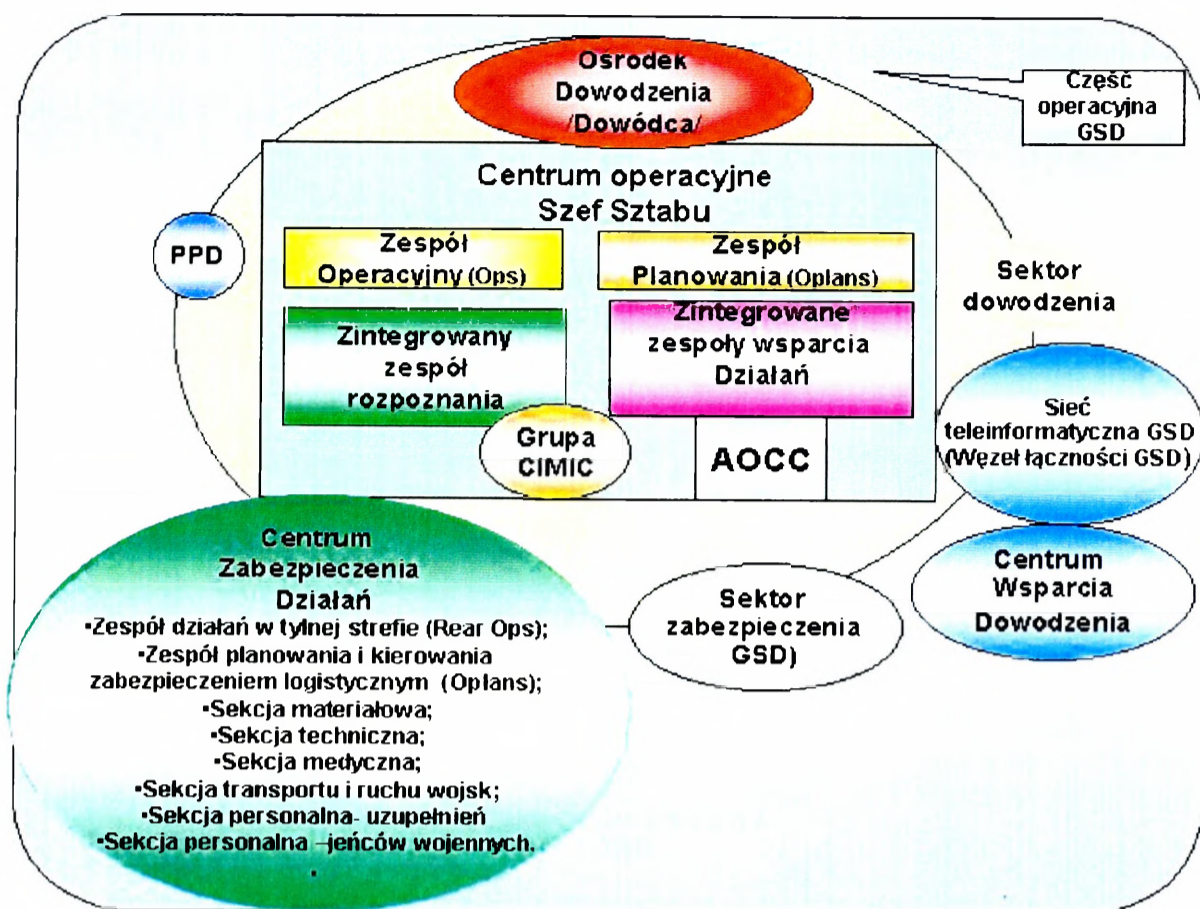 Ośrodek
Dowodzenia
/Dowódca/
Część
operacyjna
GSD
Centrum operacyjne
Szef Sztabu
PPD
Zespół
Operacyjny (Ops)
Zespół
Planowania (Oplans)
Sektor
dowodzenia
Zintegrowany
zespół
rozpoznania
Zintegrowane
zespoły wsparcia
Działań
Grupa
CIMIC
AOCC
Sieć
teleinformatyczna GSD
(Węzeł łączności GSD)
Centrum
Zabezpieczenia
Działań
▪Zespół działań w tylnej strefie (Rear Ops);
▪Zespół planowania i kierowania
zabezpieczeniem logistycznym (Oplans);
▪Sekcja materiałowa;
▪Sekcja techniczna;
▪Sekcja medyczna;
▪Sekcja transportu i ruchu wojsk;
▪Sekcja personalna- uzupełnień
▪Sekcja personalna –jeńców wojennych.
▪
Sektor
zabezpieczenia
GSD)
Centrum
Wsparcia
Dowodzenia